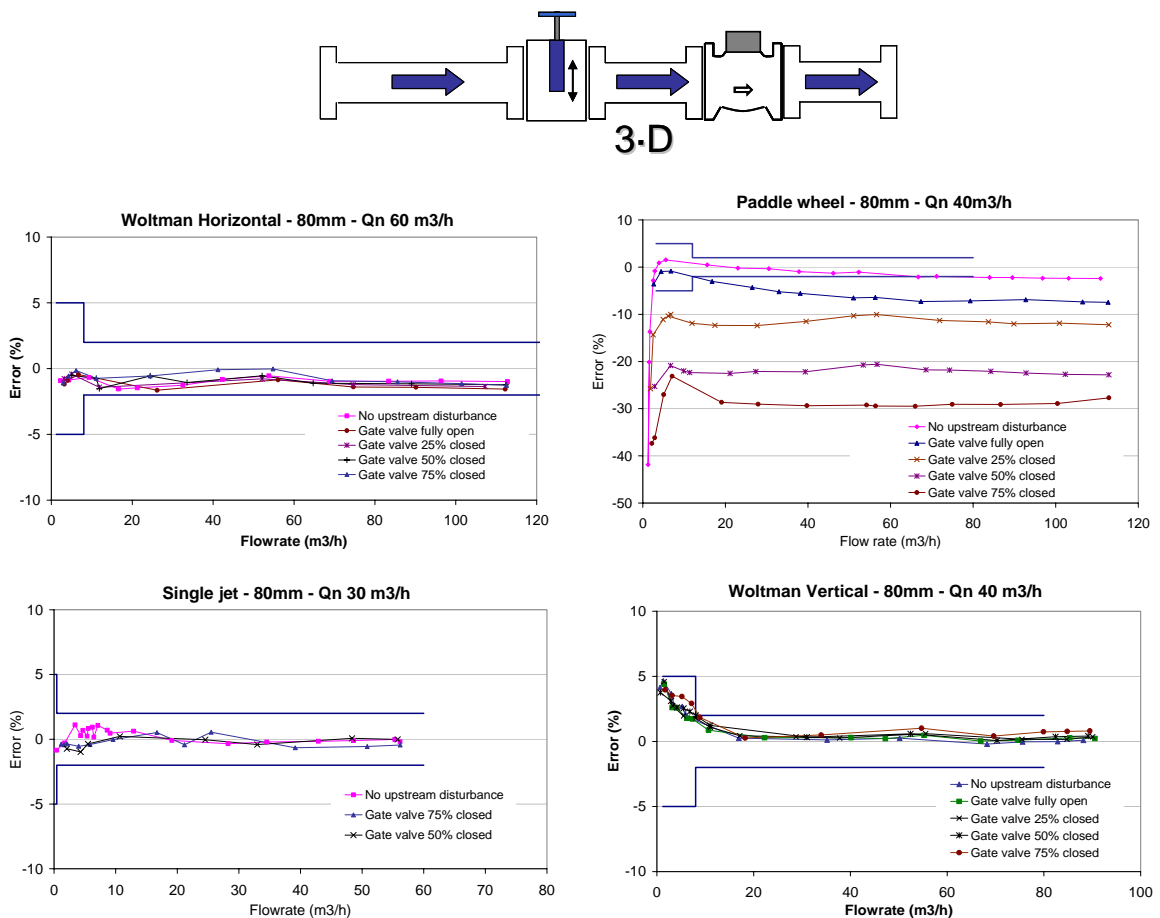 3·D
Woltman Horizontal - 80mm - Qn 60 m3/h
10
5
0
-5
-10
Error (%)
0
20
40
60
80
100
120
Flowrate (m3/h)
No upstream disturbance
Gate valve fully open
Gate valve 25% closed
Gate valve 50% closed
Gate valve 75% closed
Paddle wheel - 80mm - Qn 40m3/h
10
0
-10
-20
-30
-40
-50
Error (%)
0
20
40
60
80
100
120
Flow rate (m3/h)
No upstream disturbance
Gate valve fully open
Gate valve 25% closed
Gate valve 50% closed
Gate valve 75% closed
Single jet - 80mm - Qn 30 m3/h
10
5
0
-5
-10
Error (%)
0
10
20
30
40
50
60
70
80
Flowrate (m3/h)
No upstream disturbance
Gate valve 75% closed
Gate valve 50% closed
Woltman Vertical - 80mm - Qn 40 m3/h
10
5
0
-5
-10
Error (%)
0
20
40
60
80
100
Flowrate (m3/h)
No upstream disturbance
Gate valve fully open
Gate valve 25% closed
Gate valve 50% closed
Gate valve 75% closed